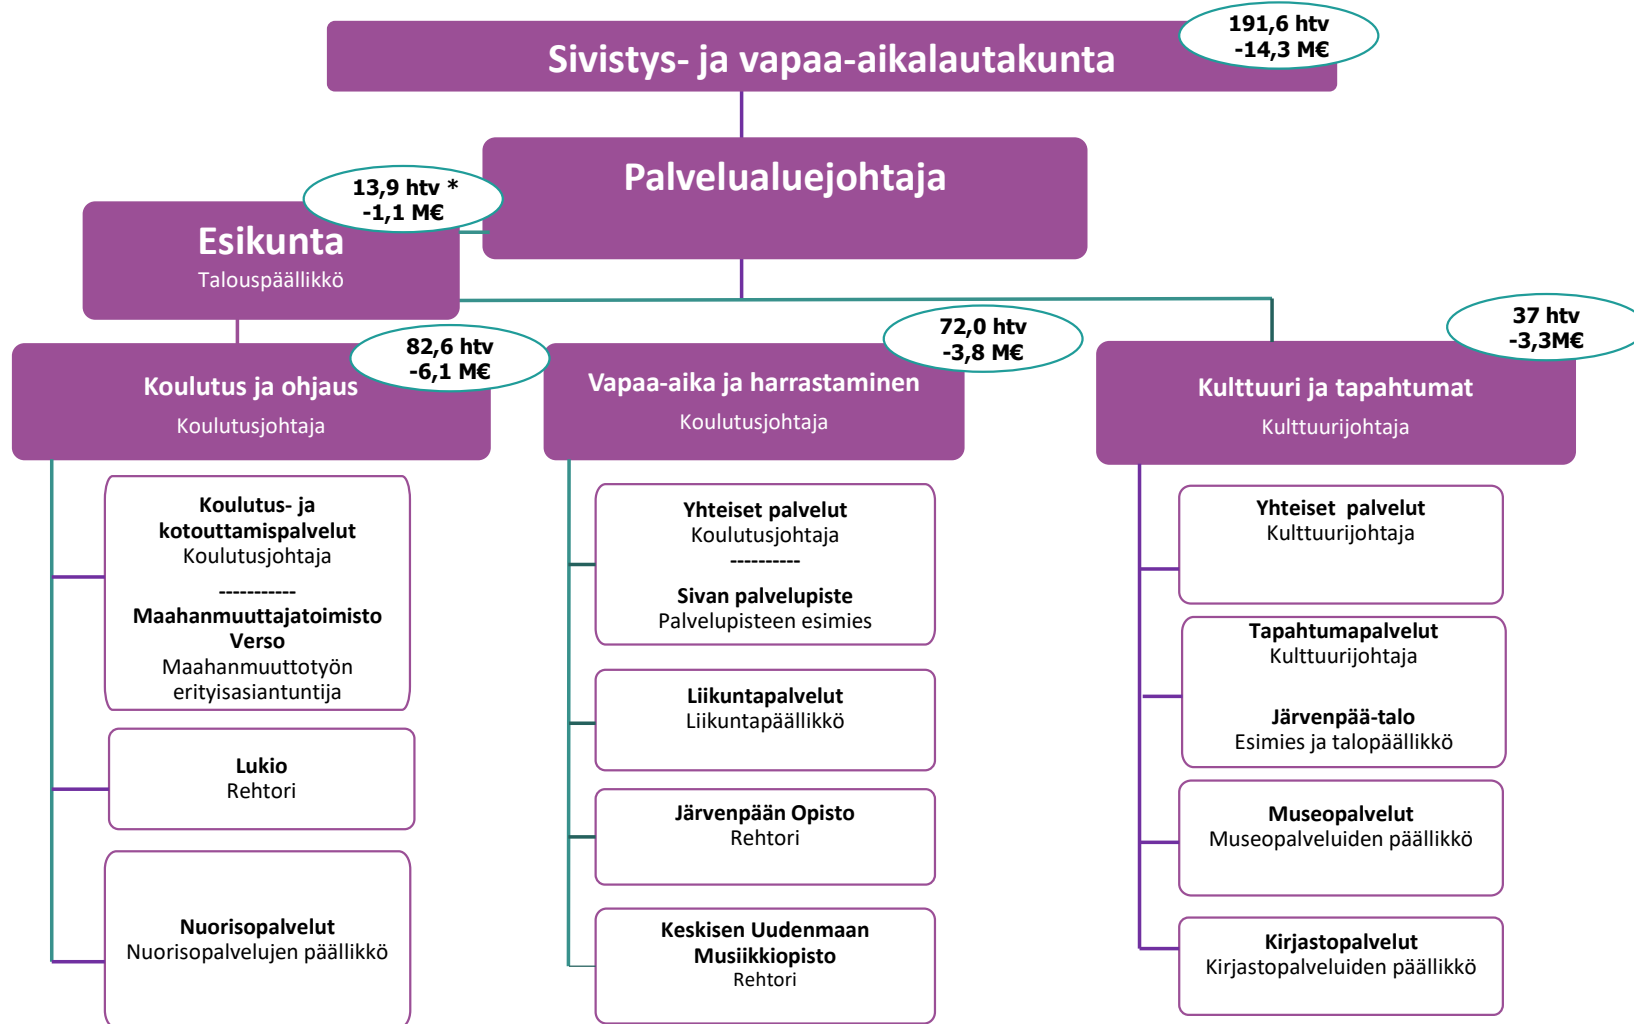 191,6 htv
-14,3 M€
Sivistys- ja vapaa-aikalautakunta
Palvelualuejohtaja
13,9 htv *
-1,1 M€
Esikunta
Talouspäällikkö
82,6 htv
-6,1 M€
Koulutus ja ohjaus
Koulutusjohtaja
72,0 htv
-3,8 M€
Vapaa-aika ja harrastaminen
Koulutusjohtaja
37 htv
-3,3M€
Kulttuuri ja tapahtumat
Kulttuurijohtaja
Koulutus- ja
kotouttamispalvelut
Koulutusjohtaja
-----------
Maahanmuuttajatoimisto
Verso
Maahanmuuttotyön
erityisasiantuntija
Lukio
Rehtori
Nuorisopalvelut
Nuorisopalvelujen päällikkö
Yhteiset palvelut
Koulutusjohtaja
----------
Sivan palvelupiste
Palvelupisteen esimies
Liikuntapalvelut
Liikuntapäällikkö
Järvenpään Opisto
Rehtori
Keskisen Uudenmaan
Musiikkiopisto
Rehtori
Yhteiset palvelut
Kulttuurijohtaja
Tapahtumapalvelut
Kulttuurijohtaja
Järvenpää-talo
Esimies ja talopäällikkö
Museopalvelut
Museopalveluiden päällikkö
Kirjastopalvelut
Kirjastopalveluiden päällikkö